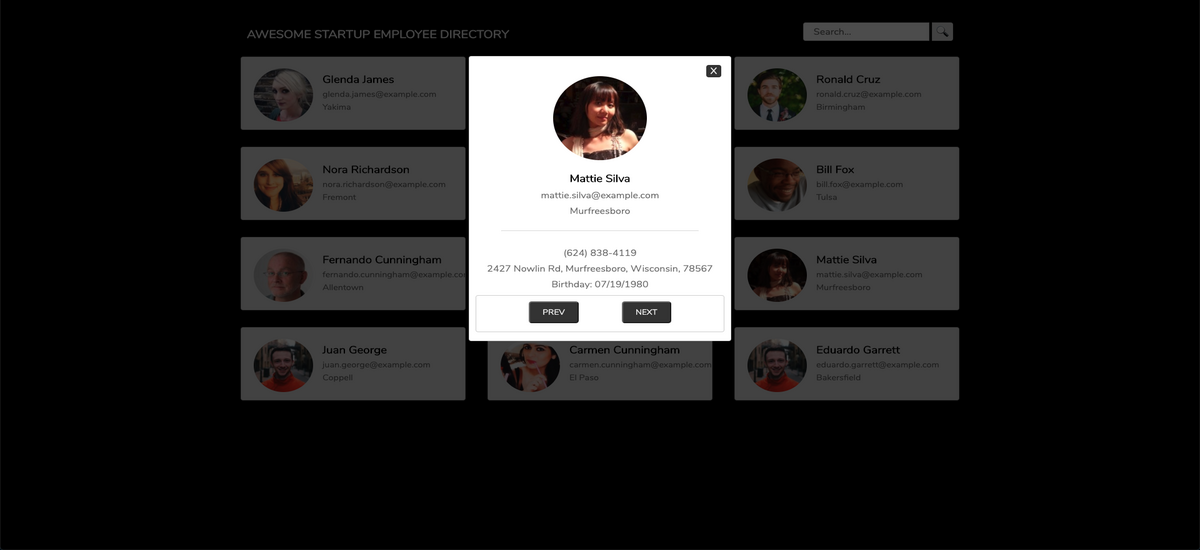 AWESOME STARTUP EMPLOYEE DIRECTORY
Search...
X
Glenda James
glenda.james@example.com
Yakima
Ronald Cruz
ronald.cruz@example.com
Birmingham
Mattie Silva
mattie.silva@example.com
Murfreesboro
(624) 838-4119
2427 Nowlin Rd, Murfreesboro, Wisconsin, 78567
Birthday: 07/19/1980
PREV
NEXT
Nora Richardson
nora.richardson@example.com
Fremont
Bill Fox
bill.fox@example.com
Tulsa
Fernando Cunningham
fernando.cunningham@example.co
Allentown
Mattie Silva
mattie.silva@example.com
Murfreesboro
Juan George
juan.george@example.com
Coppell
Carmen Cunningham
carmen.cunningham@example.com
El Paso
Eduardo Garrett
eduardo.garrett@example.com
Bakersfield